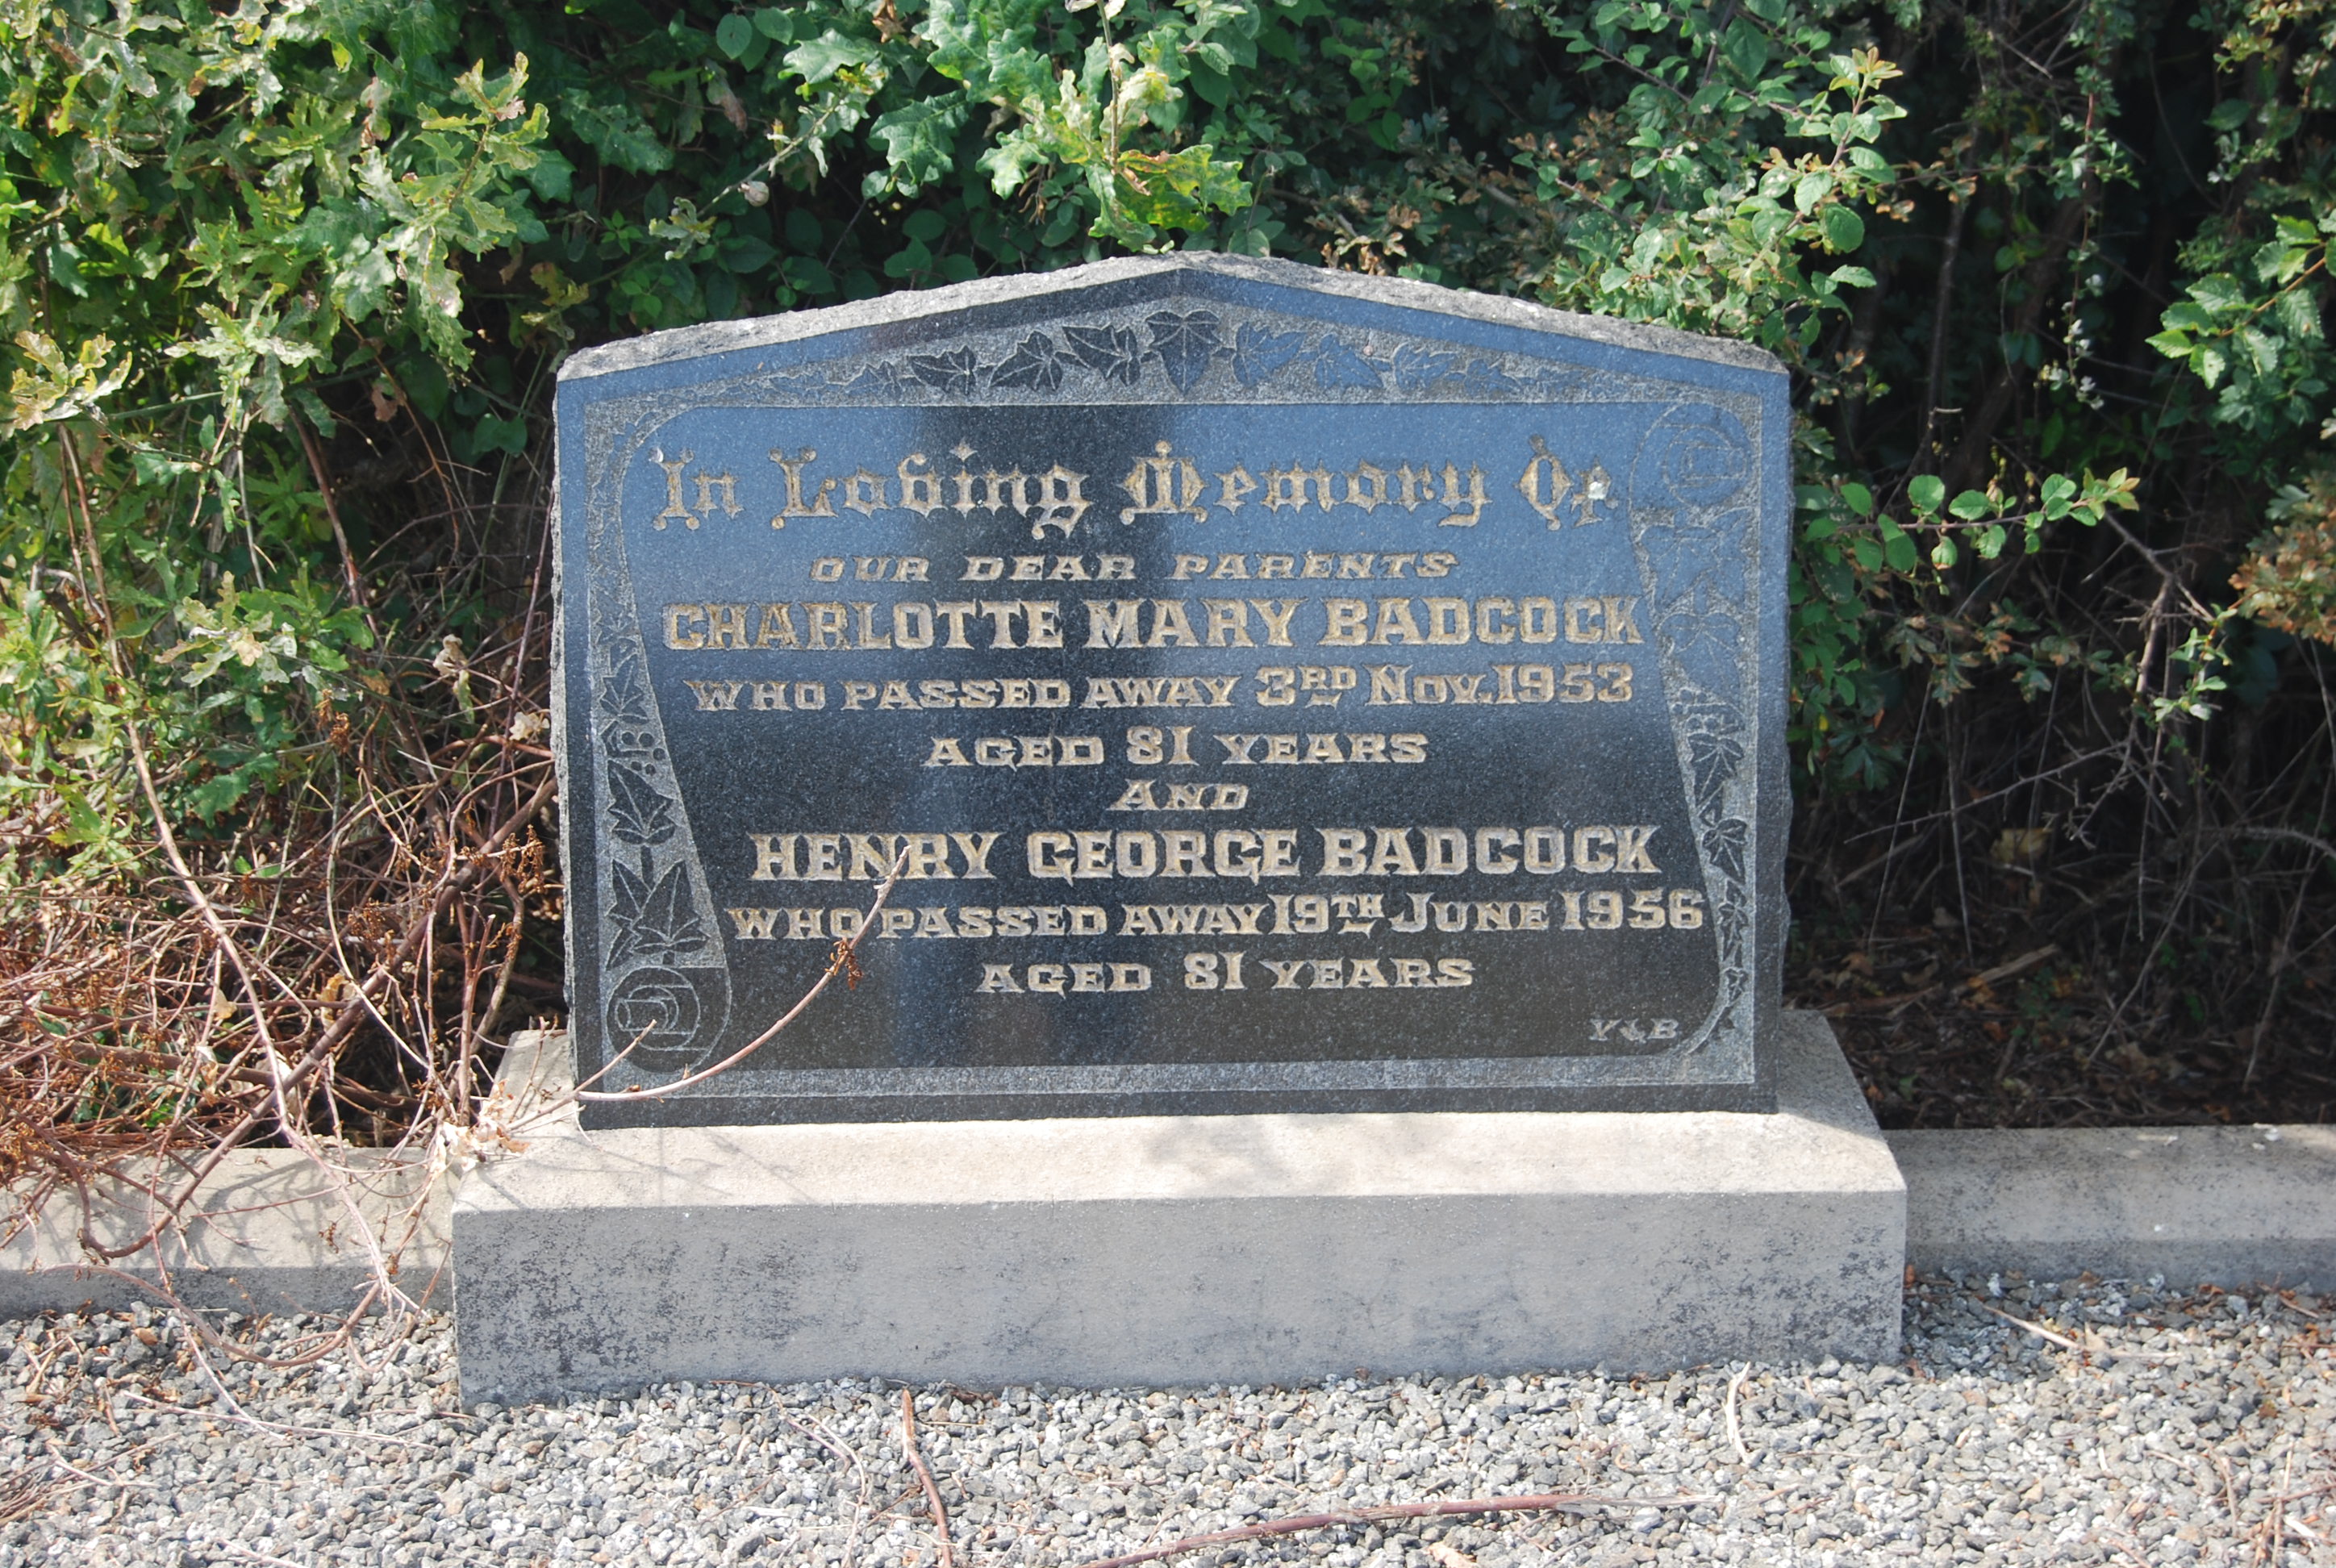 In Loving Memory Of
OUR DEAR PARENTS
CHARLOTTE MARY BADCOCK
WHO PASSED AWAY 3RD NOV. 1953
AGED 81 YEARS
AND
HENRY GEORGE BADCOCK
WHO PASSED AWAY 19TH JUNE 1956
AGED 81 YEARS
V & B